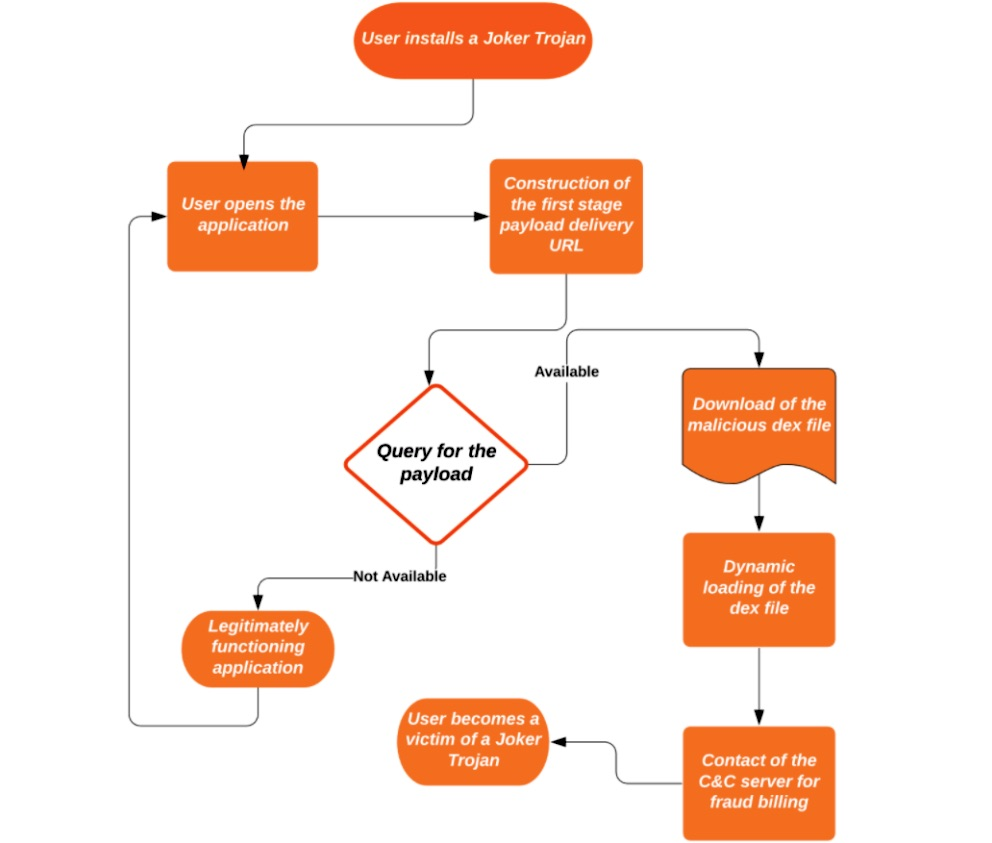 User installs a Joker Trojan
User opens the
application
Construction of
the first stage
payload delivery
URL
Available
Download of the
malicious dex file
Query for the
payload
Dynamic
loading of the
dex file
Not Available
Legitimately
functioning
application
User becomes a
victim of a Joker
Trojan
Contact of the
C&C server for
fraud billing